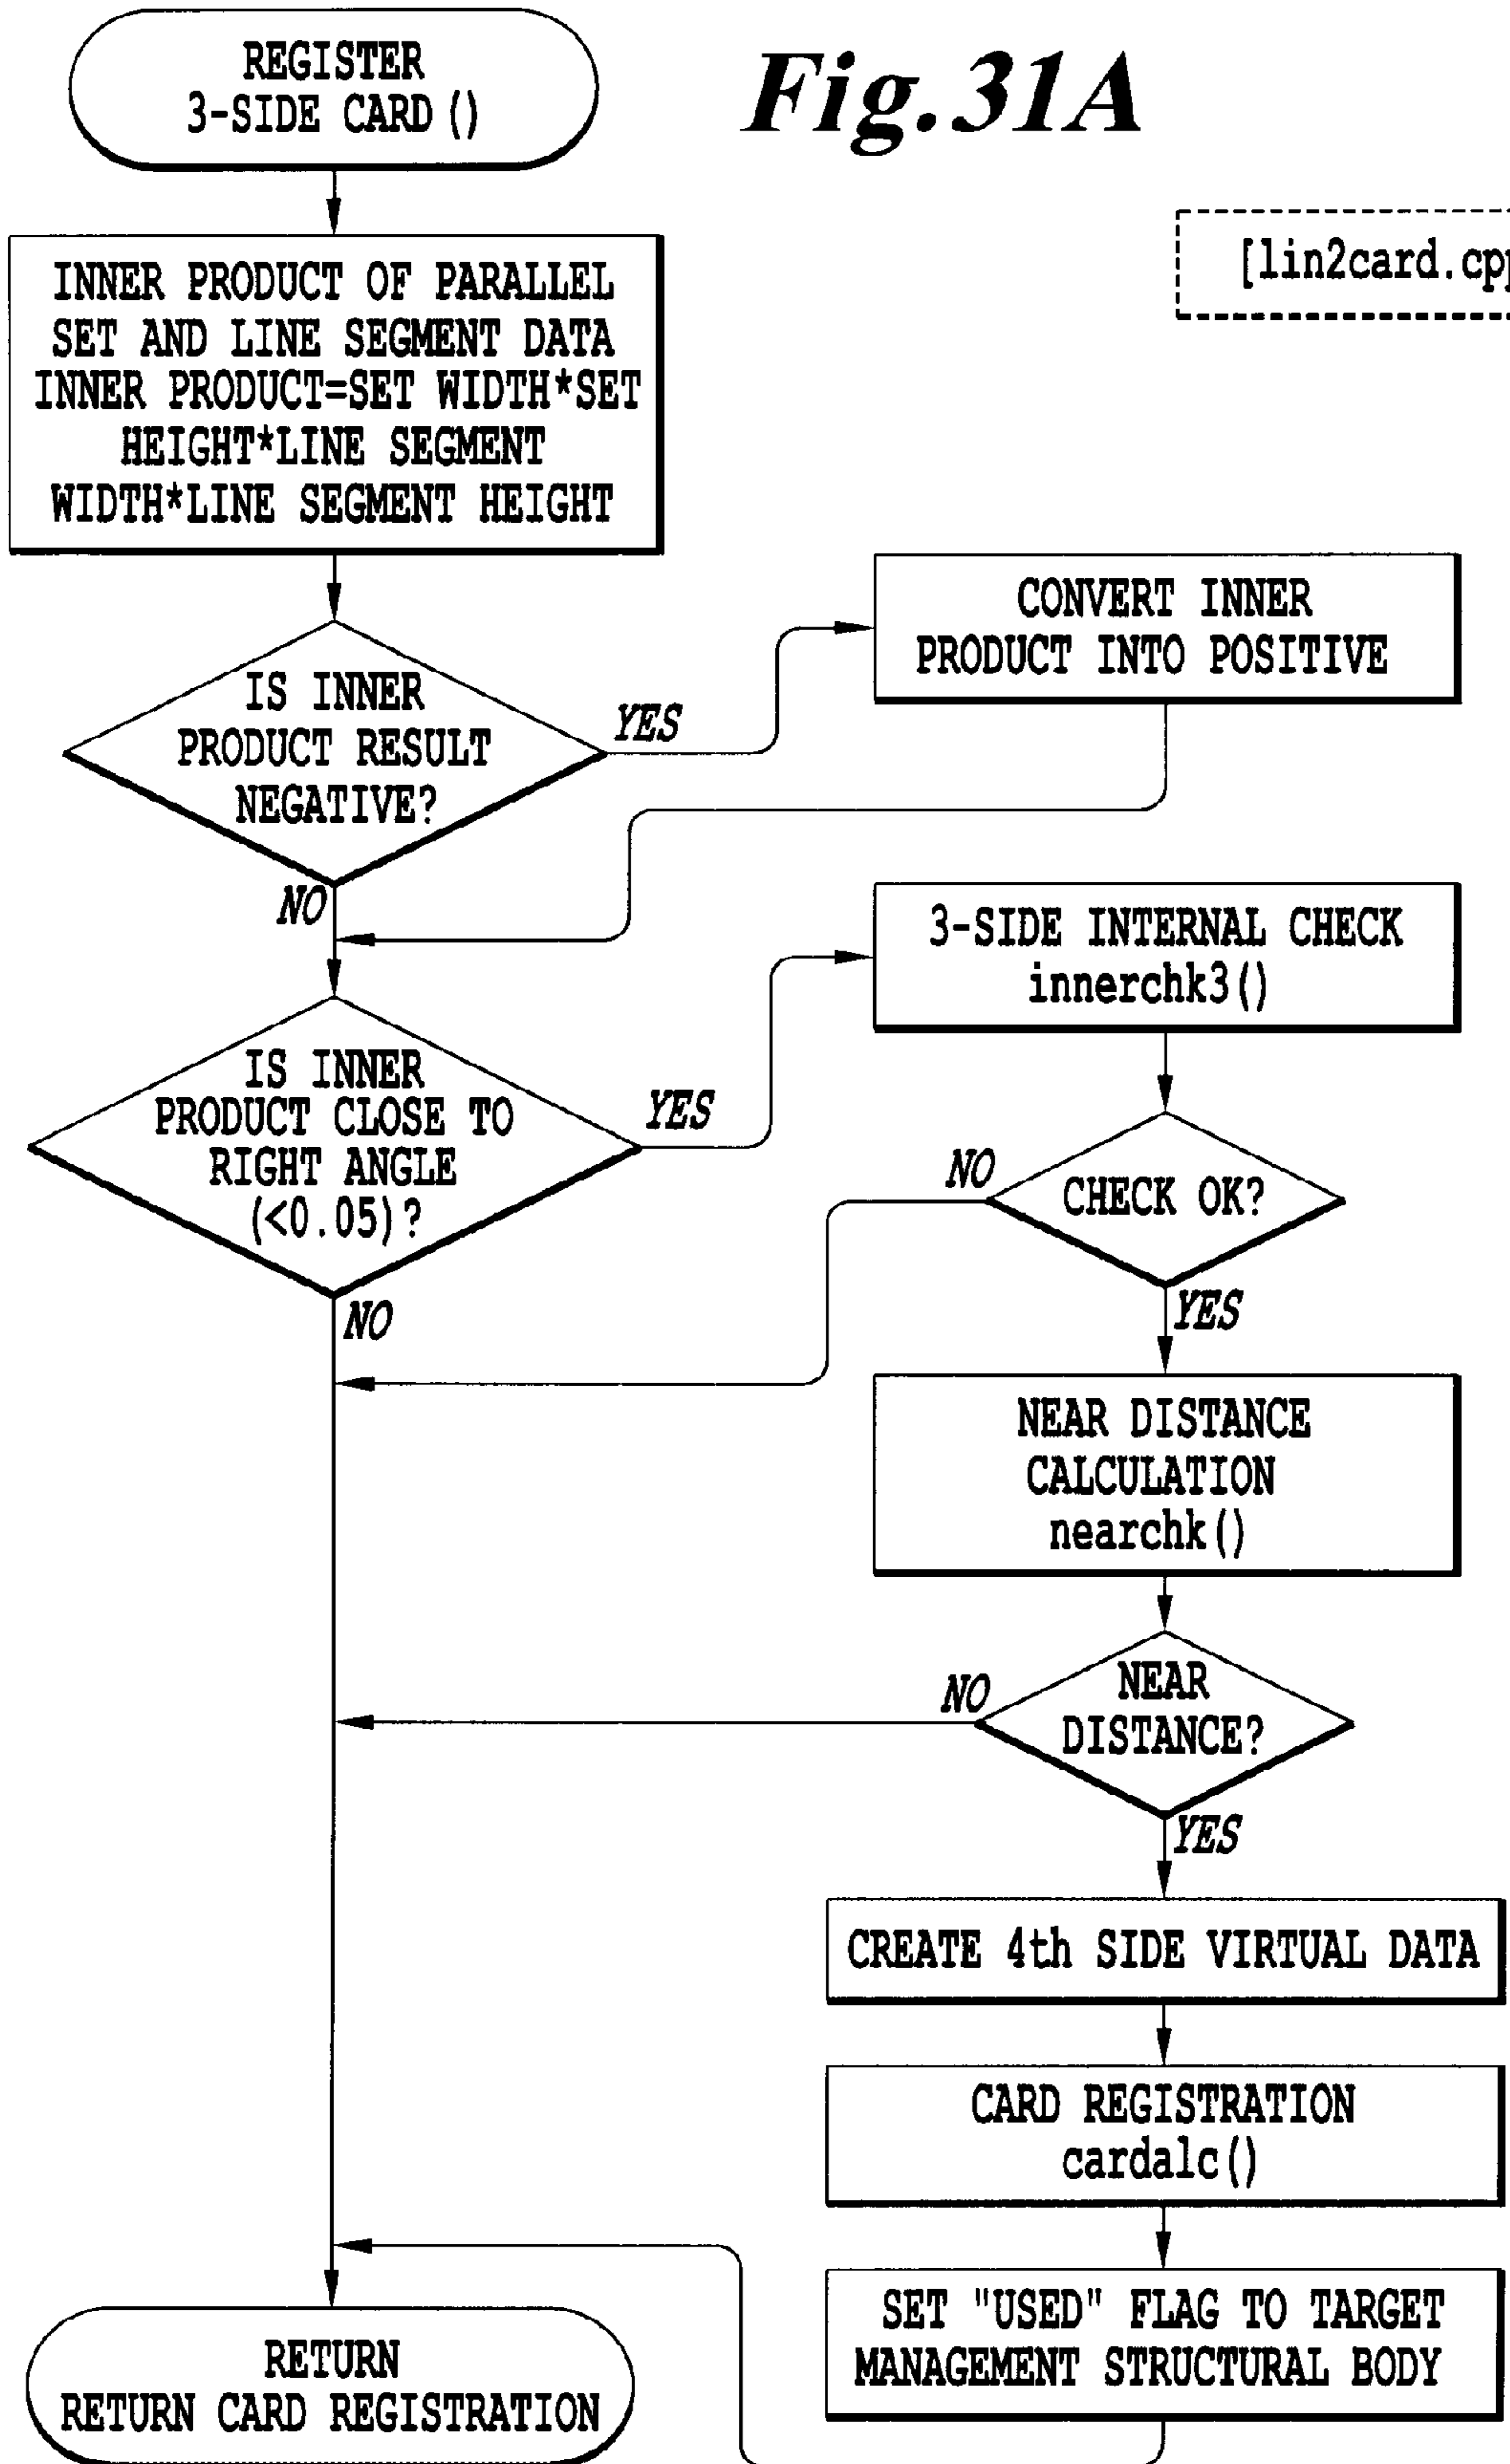 REGISTER
3-SIDE CARD()
Fig.31A
[lin2card.cpp
INNER PRODUCT OF PARALLEL
SET AND LINE SEGMENT DATA
INNER PRODUCT=SET WIDTH*SET
HEIGHT*LINE SEGMENT
WIDTH*LINE SEGMENT HEIGHT
CONVERT INNER
PRODUCT INTO POSITIVE
IS INNER
PRODUCT RESULT
NEGATIVE?
YES
NO
3-SIDE INTERNAL CHECK
innerchk3()
IS INNER
PRODUCT CLOSE TO
RIGHT ANGLE
(<0.05)?
YES
NO
CHECK OK?
NO
YES
NEAR DISTANCE
CALCULATION
nearchk()
NEAR
DISTANCE?
NO
YES
CREATE 4th SIDE VIRTUAL DATA
CARD REGISTRATION
cardalc()
SET "USED" FLAG TO TARGET
MANAGEMENT STRUCTURAL BODY
RETURN
RETURN CARD REGISTRATION